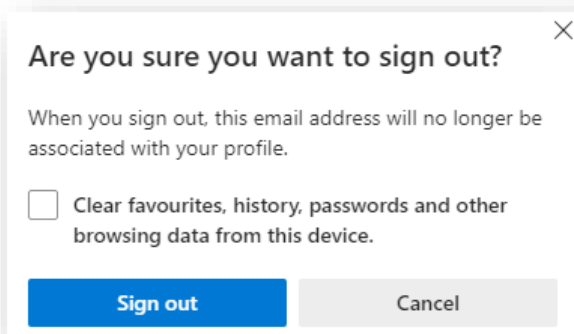 Are you sure you want to sign out?
When you sign out, this email address will no longer be
associated with your profile.
Clear favourites, history, passwords and other
browsing data from this device.
Sign out
Cancel